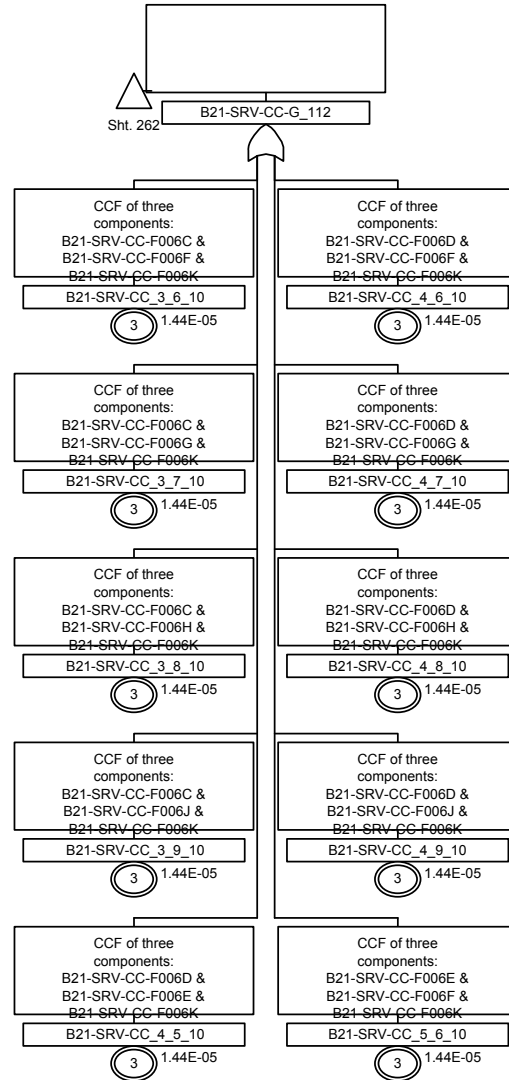 Sht. 262
B21-SRV-CC-G_112
CCF of three
components:
B21-SRV-CC-F006C &
B21-SRV-CC-F006F &
B21-SRV-CC-F006K
B21-SRV-CC_3_6_10
3
1.44E-05
CCF of three
components:
B21-SRV-CC-F006D &
B21-SRV-CC-F006F &
B21-SRV-CC-F006K
B21-SRV-CC_4_6_10
3
1.44E-05
CCF of three
components:
B21-SRV-CC-F006C &
B21-SRV-CC-F006G &
B21-SRV-CC-F006K
B21-SRV-CC_3_7_10
3
1.44E-05
CCF of three
components:
B21-SRV-CC-F006D &
B21-SRV-CC-F006G &
B21-SRV-CC-F006K
B21-SRV-CC_4_7_10
3
1.44E-05
CCF of three
components:
B21-SRV-CC-F006C &
B21-SRV-CC-F006H &
B21-SRV-CC-F006K
B21-SRV-CC_3_8_10
3
1.44E-05
CCF of three
components:
B21-SRV-CC-F006D &
B21-SRV-CC-F006H &
B21-SRV-CC-F006K
B21-SRV-CC_4_8_10
3
1.44E-05
CCF of three
components:
B21-SRV-CC-F006C &
B21-SRV-CC-F006J &
B21-SRV-CC-F006K
B21-SRV-CC_3_9_10
3
1.44E-05
CCF of three
components:
B21-SRV-CC-F006D &
B21-SRV-CC-F006J &
B21-SRV-CC-F006K
B21-SRV-CC_4_9_10
3
1.44E-05
CCF of three
components:
B21-SRV-CC-F006D &
B21-SRV-CC-F006E &
B21-SRV-CC-F006K
B21-SRV-CC_4_5_10
3
1.44E-05
CCF of three
components:
B21-SRV-CC-F006E &
B21-SRV-CC-F006F &
B21-SRV-CC-F006K
B21-SRV-CC_5_6_10
3
1.44E-05